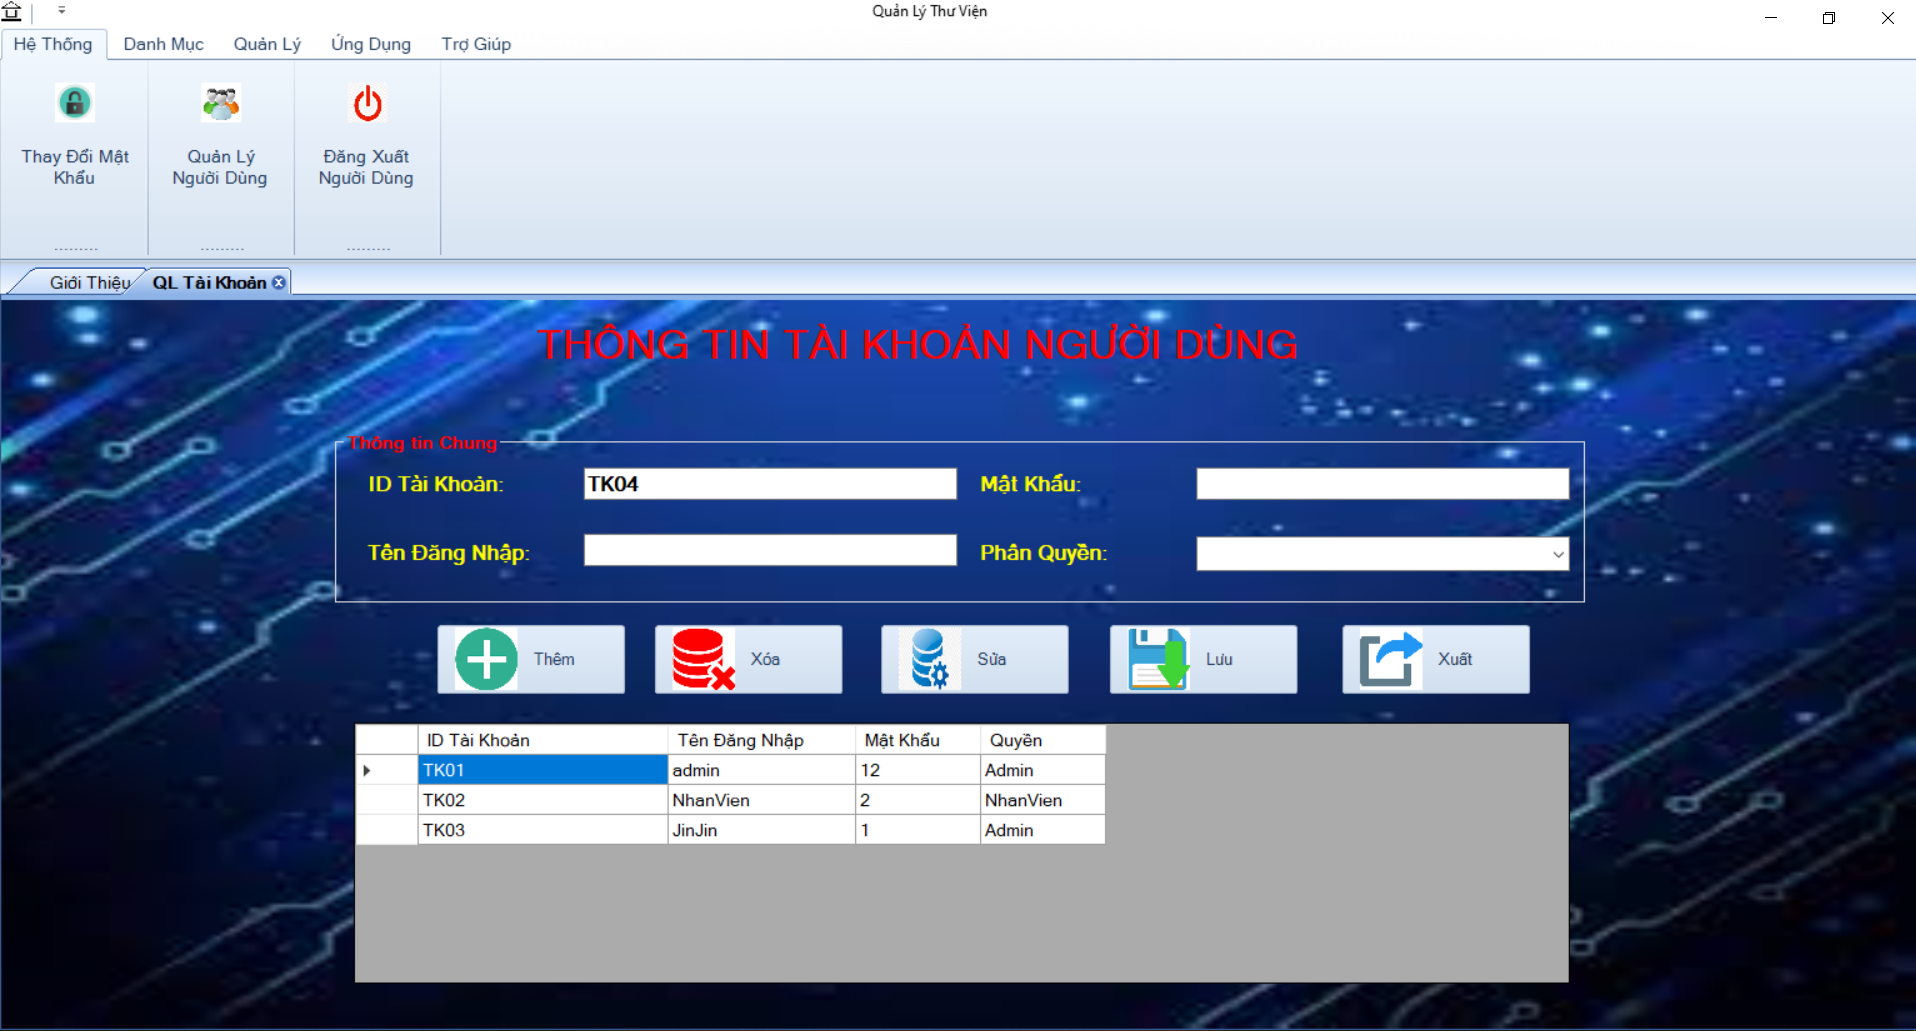 Quản Lý Thư Viện
Hệ Thống Danh Mục Quản Lý Ứng Dụng Trợ Giúp
Thay Đổi Mật Khẩu
Quản Lý Người Dùng
Đăng Xuất Người Dùng
Giới Thiệu QL Tài Khoản
THÔNG TIN TÀI KHOẢN NGƯỜI DÙNG
Thông tin Chung
ID Tài Khoản: TK04 Mật Khẩu:
Tên Đăng Nhập: Phân Quyền:
Thêm Xóa Sửa Lưu Xuất
ID Tài Khoản Tên Đăng Nhập Mật Khẩu Quyền
TK01 admin 12 Admin
TK02 NhanVien 2 NhanVien
TK03 JinJin 1 Admin